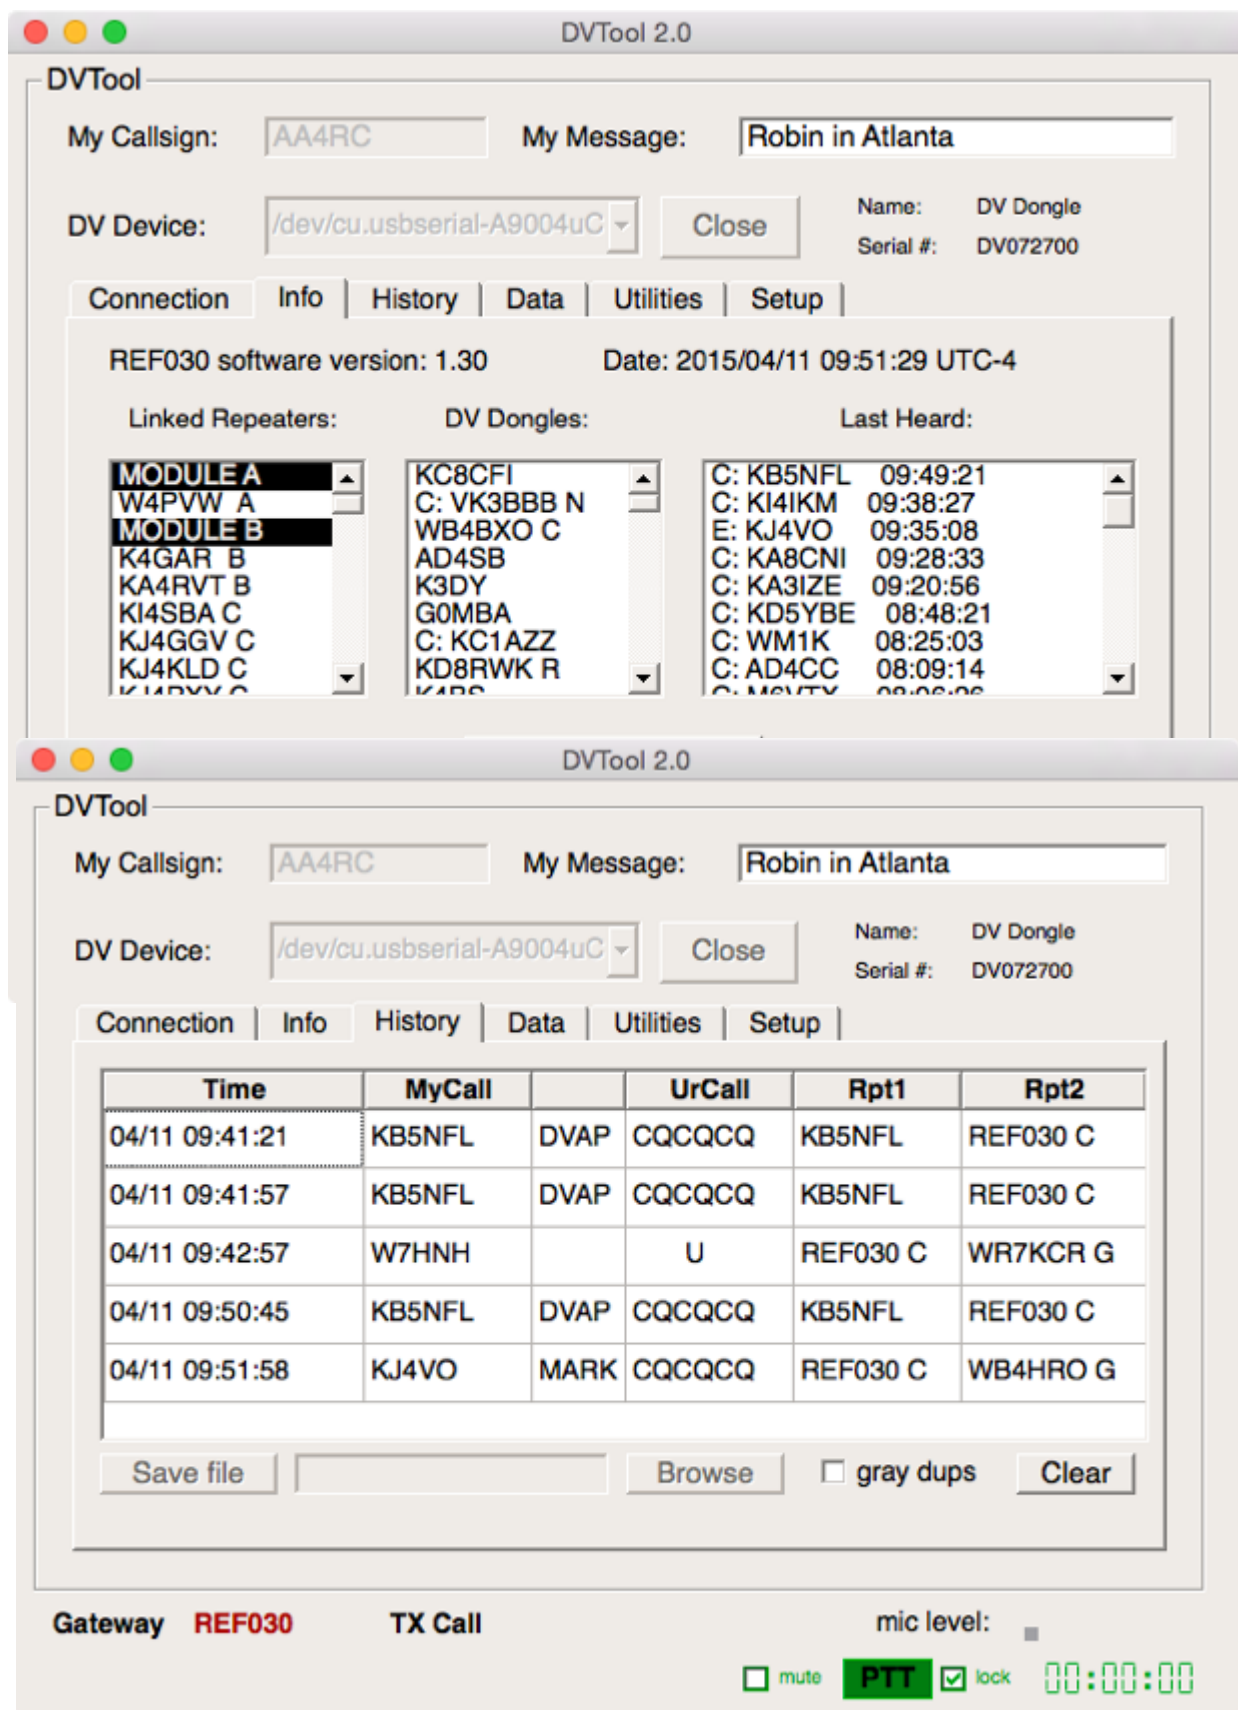 DVTool 2.0
DVTool
My Callsign: AA4RC My Message: Robin in Atlanta
DV Device: /dev/cu.usbserial-A9004uC Close Name: DV Dongle
Serial #: DV072700
Connection Info History Data Utilities Setup
REF030 software version: 1.30 Date: 2015/04/11 09:51:29 UTC-4
Linked Repeaters: DV Dongles: Last Heard:
MODULE A KC8CFI C: KB5NFL 09:49:21
W4PVW A C: VK3BBB N C: KI4IKM 09:38:27
MODULE B WB4BXO C E: KJ4VO 09:35:08
K4GAR B AD4SB C: KA8CNI 09:28:33
KA4RVT B K3DY C: KA3IZE 09:20:56
KI4SBA C G0MBA C: KD5YBE 08:48:21
KJ4GGV C C: KC1AZZ C: WM1K 08:25:03
KJ4KLD C KD8RWK R C: AD4CC 08:09:14
DVTool 2.0
DVTool
My Callsign: AA4RC My Message: Robin in Atlanta
DV Device: /dev/cu.usbserial-A9004uC Close Name: DV Dongle
Serial #: DV072700
Connection Info History Data Utilities Setup
Time MyCall UrCall Rpt1 Rpt2
04/11 09:41:21 KB5NFL DVAP CQCQCQ KB5NFL REF030 C
04/11 09:41:57 KB5NFL DVAP CQCQCQ KB5NFL REF030 C
04/11 09:42:57 W7HNH U REF030 C WR7KCR G
04/11 09:50:45 KB5NFL DVAP CQCQCQ KB5NFL REF030 C
04/11 09:51:58 KJ4VO MARK CQCQCQ REF030 C WB4HRO G
Save file Browse gray dups Clear
Gateway REF030 TX Call mic level:
mute PTT lock 00:00:00